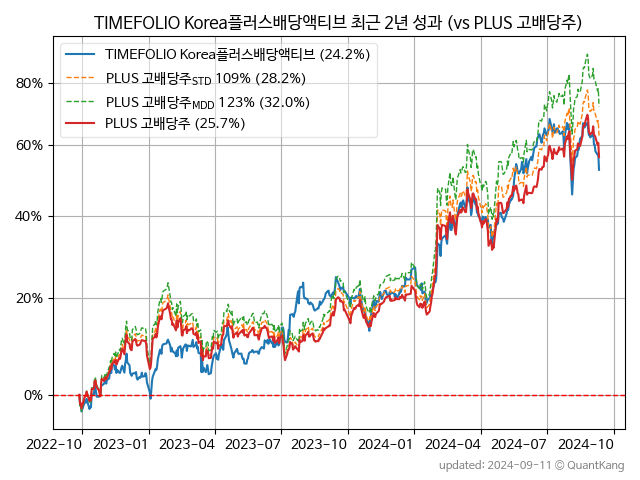 TIMEFOLIO Korea플러스배당액티브 최근 2년 성과 (vs PLUS 고배당주)
TIMEFOLIO Korea플러스배당액티브 (24.2%)
PLUS 고배당주STD 109% (28.2%)
PLUS 고배당주MDD 123% (32.0%)
PLUS 고배당주 (25.7%)
80%
60%
40%
20%
0%
2022-10 2023-01 2023-04 2023-07 2023-10 2024-01 2024-04 2024-07 2024-10
updated: 2024-09-11 © QuantKang